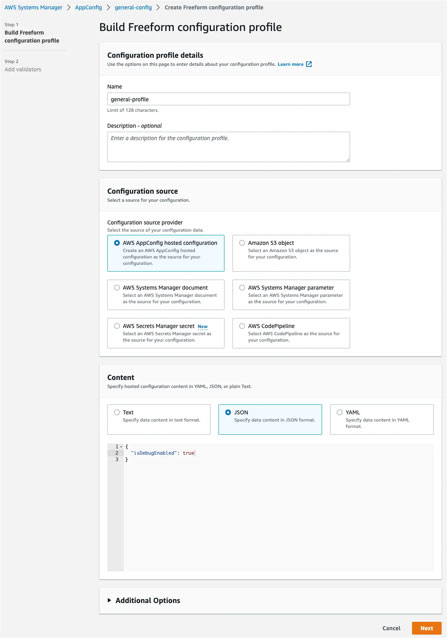 AWS Systems Manager > AppConfig > general-config > Create Freeform configuration profile
Step 1
Build Freeform
configuration profile
Step 2
Add validators
Build Freeform configuration profile
Configuration profile details
Use the options on this page to enter details about your configuration profile. Learn more
Name
general-profile
Limit of 128 characters.
Description - optional
Enter a description for the configuration profile.
Configuration source
Select a source for your configuration.
Configuration source provider
Select the source of your configuration data.
AWS AppConfig hosted configuration
Create an AWS AppConfig hosted
configuration as the source for your
configuration.
Amazon S3 object
Select an Amazon S3 object as the source
for your configuration.
AWS Systems Manager document
Select an AWS Systems Manager document
as the source for your configuration.
AWS Systems Manager parameter
Select an AWS Systems Manager parameter
as the source for your configuration.
AWS Secrets Manager secret New
Select an AWS Secrets Manager secret as
the source for your configuration.
AWS CodePipeline
Select AWS CodePipeline as the source for
your configuration.
Content
Specify hosted configuration content in YAML, JSON, or plain Text.
Text
Specify data content in text format.
JSON
Specify data content in JSON format.
YAML
Specify data content in YAML
format.
1 {
2 "isDebugEnabled": true
3 }
Additional Options
Cancel
Next